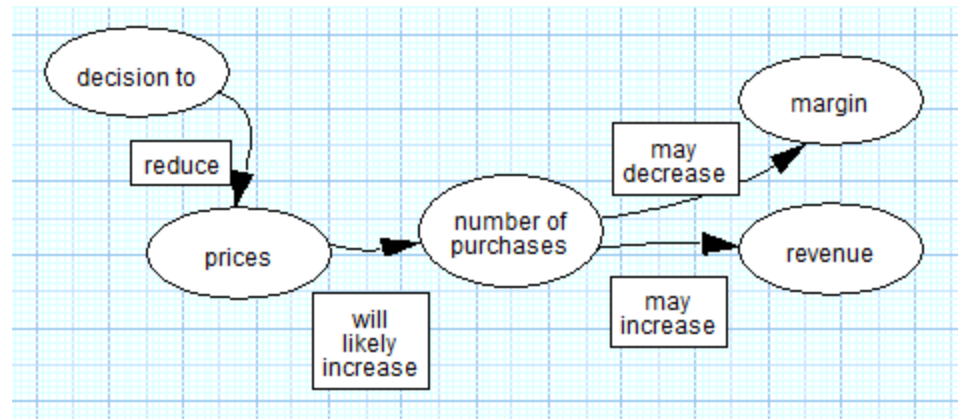 decision to
reduce
prices
will
likely
increase
number of
purchases
may
decrease
margin
may
increase
revenue